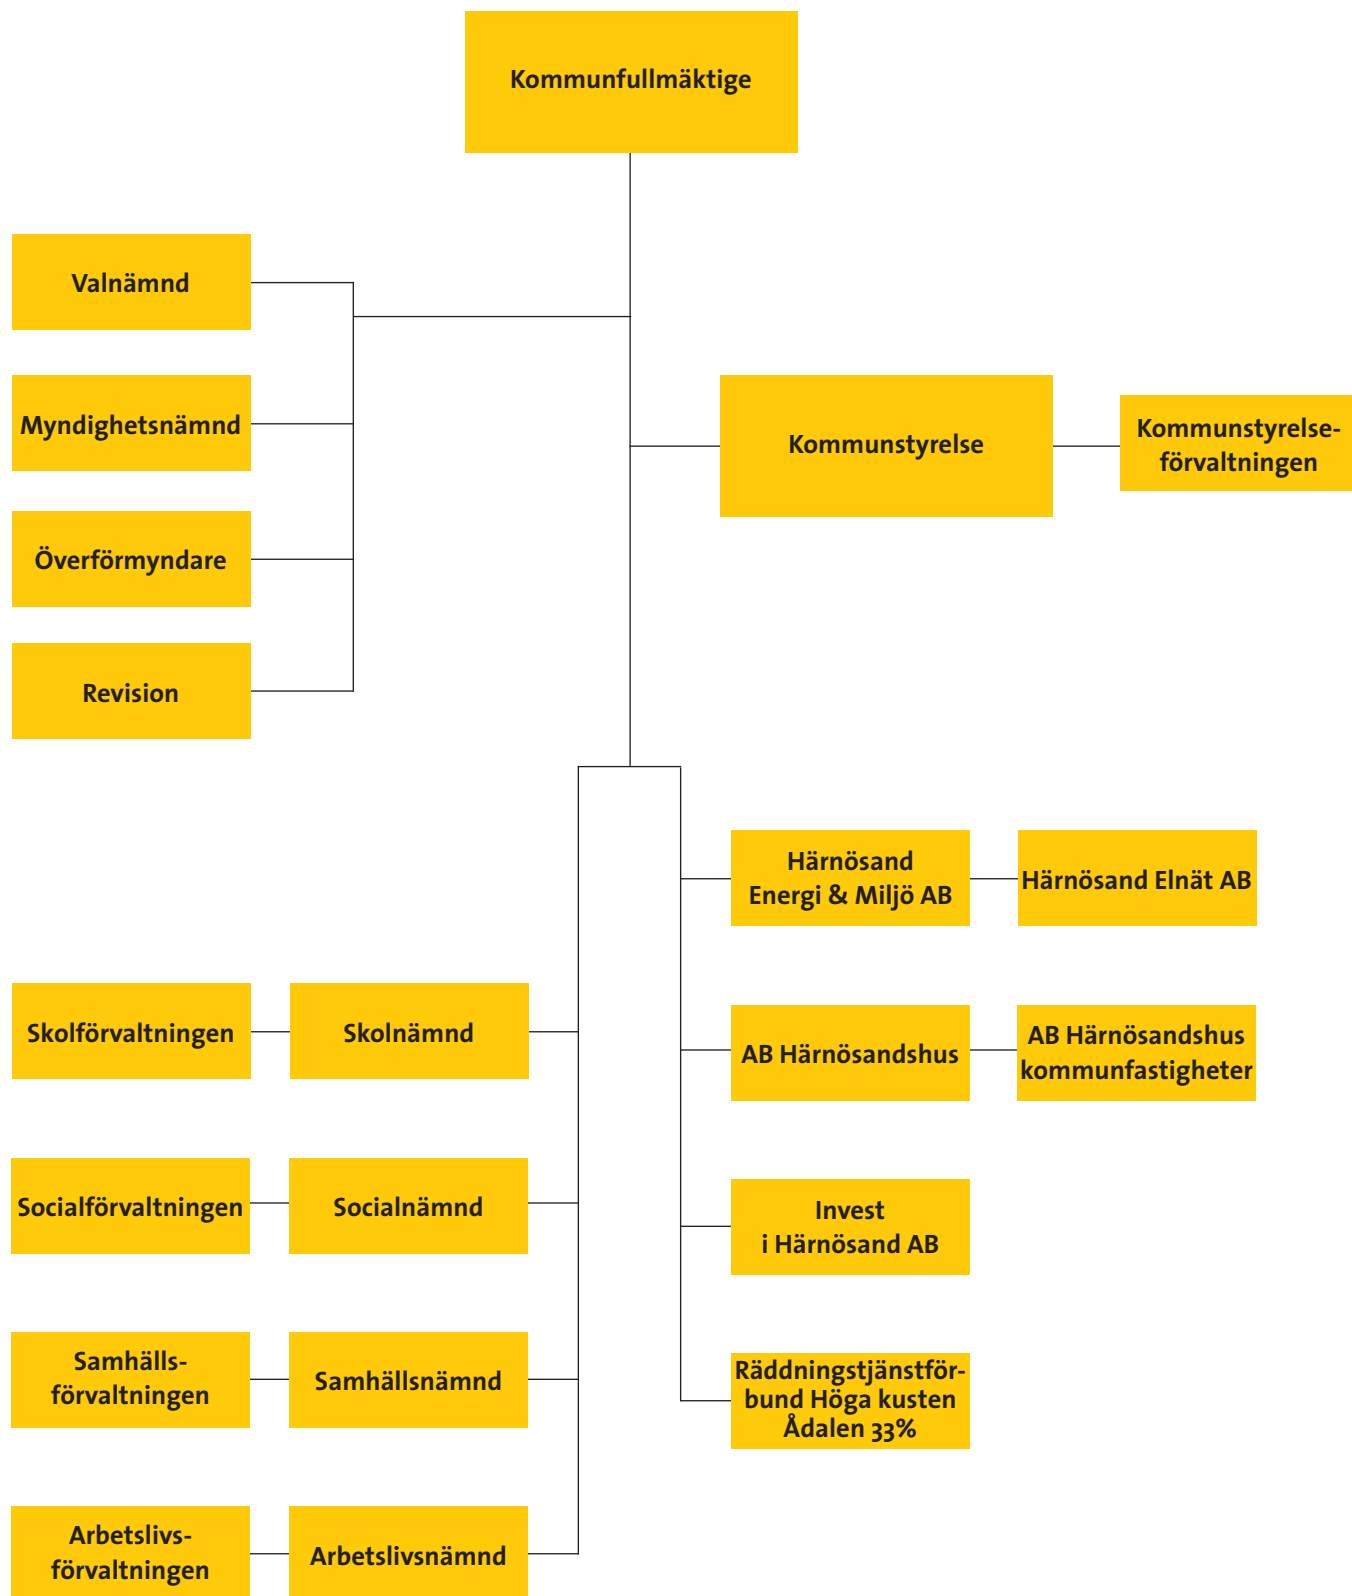 Kommunfullmäktige
Valnämnd
Myndighetsnämnd
Överförmyndare
Revision
Kommunstyrelse
Kommunstyrelse-
förvaltningen
Härnösand
Energi & Miljö AB
Härnösand Elnät AB
AB Härnösandshus
AB Härnösandshus
kommunfastigheter
Invest
i Härnösand AB
Räddningstjänstför-
bund Höga kusten
Ådalen 33%
Skolförvaltningen
Skolnämnd
Socialförvaltningen
Socialnämnd
Samhälls-
förvaltningen
Samhällsnämnd
Arbetslivs-
förvaltningen
Arbetslivsnämnd